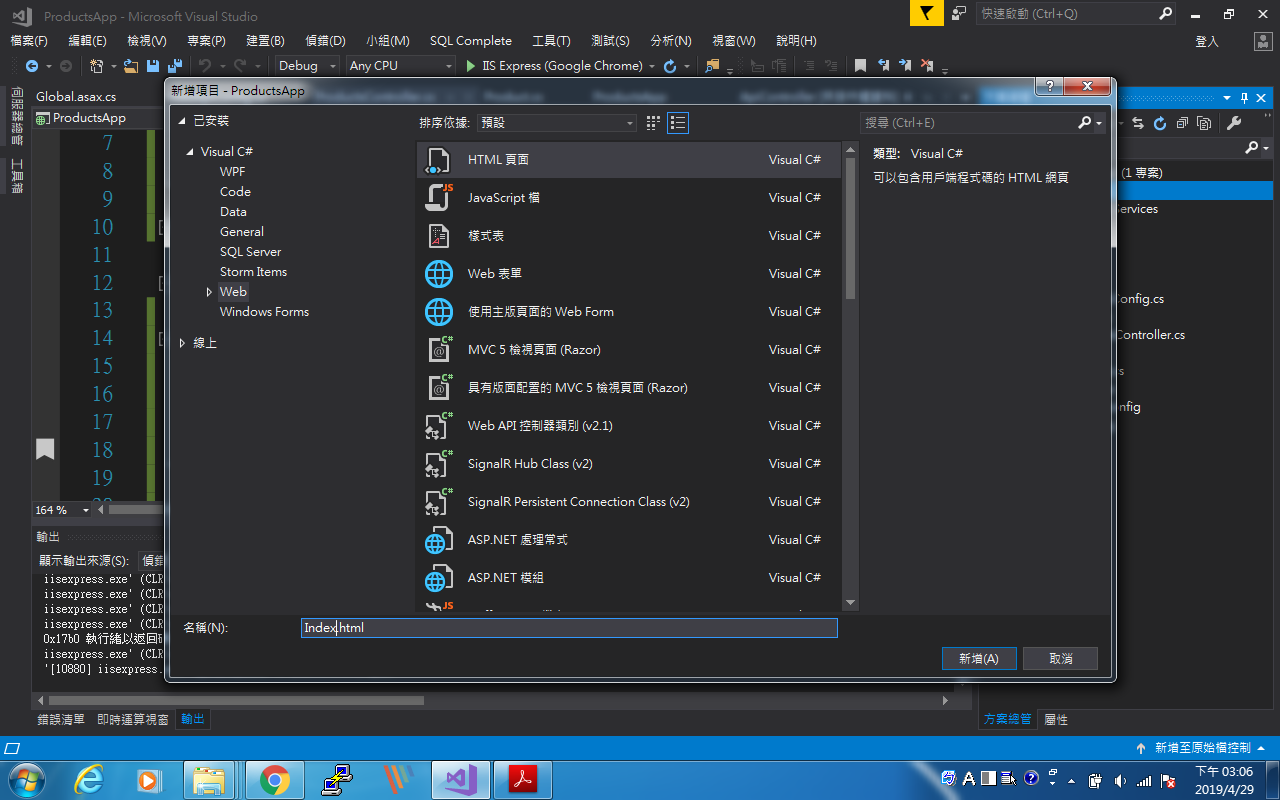 ProductsApp - Microsoft Visual Studio
快速啟動 (Ctrl+Q)
檔案(F) 編輯(E) 檢視(V) 專案(P) 建置(B) 偵錯(D) 小組(M) SQL Complete 工具(T) 測試(S) 分析(N) 視窗(W) 說明(H) 登入
Debug Any CPU IIS Express (Google Chrome)
伺服器總管
工具箱
Global.asax.cs
ProductsApp
7
8
9
10
11
12
13
14
15
16
17
18
19
164 %
新增項目 - ProductsApp
已安裝
Visual C#
WPF
Code
Data
General
SQL Server
Storm Items
Web
Windows Forms
線上
排序依據: 預設
搜尋 (Ctrl+E)
HTML 頁面 Visual C#
JavaScript 檔 Visual C#
樣式表 Visual C#
Web 表單 Visual C#
使用主版頁面的 Web Form Visual C#
MVC 5 檢視頁面 (Razor) Visual C#
具有版面配置的 MVC 5 檢視頁面 (Razor) Visual C#
Web API 控制器類別 (v2.1) Visual C#
SignalR Hub Class (v2) Visual C#
SignalR Persistent Connection Class (v2) Visual C#
ASP.NET 處理常式 Visual C#
ASP.NET 模組 Visual C#
類型: Visual C#
可以包含用戶端程式碼的 HTML 網頁
名稱(N): Index.html
新增(A) 取消
(1 專案)
Services
Config.cs
Controller.cs
cs
nfig
輸出
顯示輸出來源(S): 偵錯
iisexpress.exe' (CLR
iisexpress.exe' (CLR
iisexpress.exe' (CLR
iisexpress.exe' (CLR
0x17b0 執行緒以返回
iisexpress.exe' (CLR
'[10880] iisexpress.
錯誤清單 即時運算視窗 輸出
方案總管 屬性
新增至原始檔控制
下午 03:06
2019/4/29